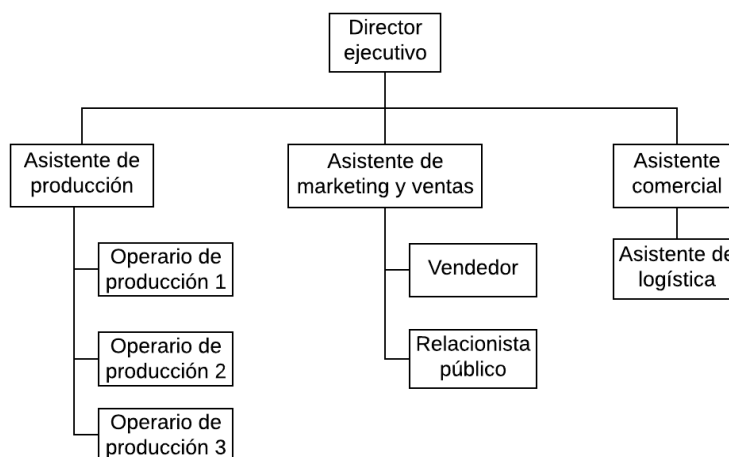 Director
ejecutivo
Asistente de
producción
Asistente de
marketing y ventas
Asistente
comercial
Operario de
producción 1
Vendedor
Asistente de
logística
Operario de
producción 2
Relacionista
público
Operario de
producción 3